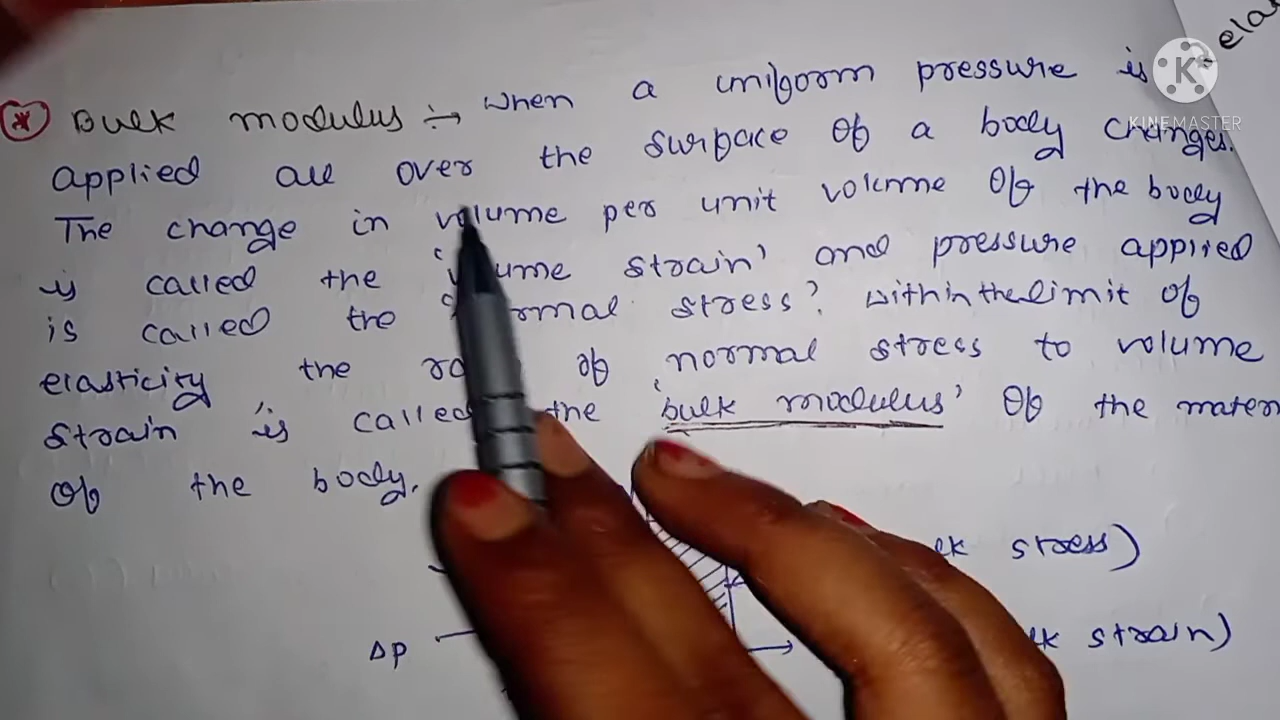 Bulk modulus :→ When a uniform pressure is
applied all over the surface of a body changes.
The change in volume per unit volume of the body
is called the strain' and pressure applied
is called the stress'. within the limit of
elasticity the of normal stress to volume
strain is called the 'bulk modulus' of the
of the body.
stress)
ΔP strain)
KINEMASTER